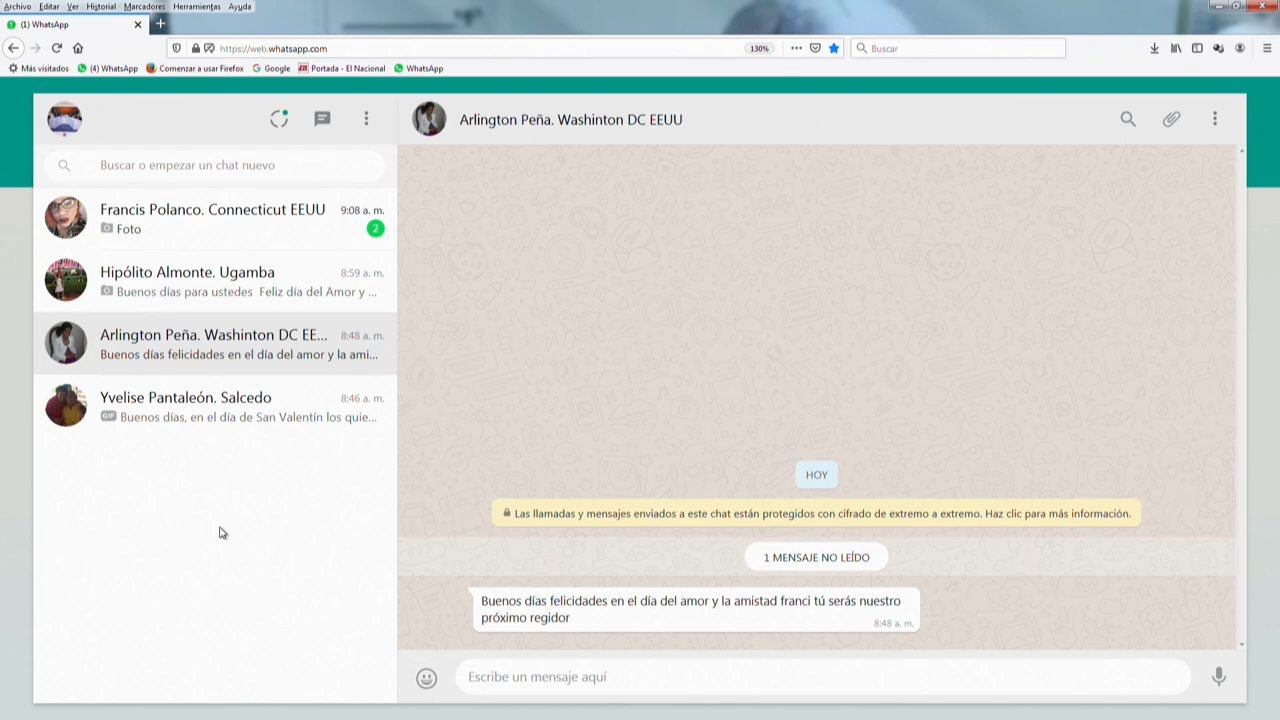 Archivo Editar Ver Historial Marcadores Herramientas Ayuda
(1) WhatsApp
https://web.whatsapp.com
130%
Buscar
Más visitados (4) WhatsApp Comenzar a usar Firefox Google Portada - El Nacional WhatsApp
Arlington Peña. Washinton DC EEUU
Buscar o empezar un chat nuevo
Francis Polanco. Connecticut EEUU 9:08 a. m.
Foto 2
Hipólito Almonte. Ugamba 8:59 a. m.
Buenos días para ustedes Feliz día del Amor y ...
Arlington Peña. Washinton DC EE... 8:48 a. m.
Buenos días felicidades en el día del amor y la ami...
Yvelise Pantaleón. Salcedo 8:46 a. m.
GIF Buenos días, en el día de San Valentín los quie...
HOY
Las llamadas y mensajes enviados a este chat están protegidos con cifrado de extremo a extremo. Haz clic para más información.
1 MENSAJE NO LEÍDO
Buenos días felicidades en el día del amor y la amistad franci tú serás nuestro
próximo regidor
8:48 a. m.
Escribe un mensaje aquí